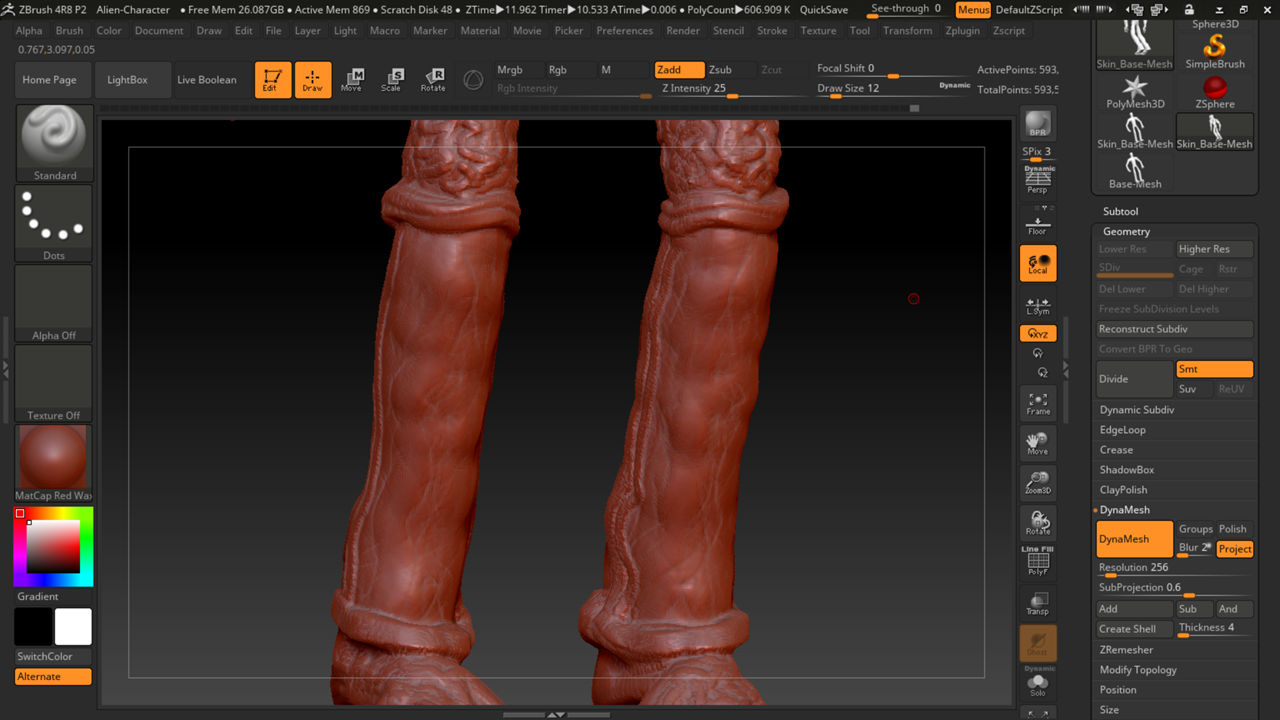 ZBrush 4R8 P2 Alien-Character • Free Mem 26.087GB • Active Mem 869 • Scratch Disk 48 • ZTime▶11.962 Timer▶10.533 ATime▶0.006 • PolyCount▶606.909 K QuickSave See-through 0 Menus DefaultZScript
Alpha Brush Color Document Draw Edit File Layer Light Macro Marker Material Movie Picker Preferences Render Stencil Stroke Texture Tool Transform Zplugin Zscript
0.767,3.097,0.05
Home Page LightBox Live Boolean Edit Draw Move Scale Rotate
Mrgb Rgb M Zadd Zsub Zcut Focal Shift 0 ActivePoints: 593,
Rgb Intensity Z Intensity 25 Draw Size 12 Dynamic TotalPoints: 593,5
Standard
Dots
Alpha Off
Texture Off
MatCap Red Wa
Gradient
SwitchColor
Alternate
BPR
SPix 3
Dynamic
Persp
Floor
Local
L.Sym
XYZ
Frame
Move
Zoom3D
Rotate
Line Fill
PolyF
Transp
Ghost
Dynamic
Solo
Sphere3D
Skin_Base-Mesh SimpleBrush
PolyMesh3D ZSphere
Skin_Base-Mesh Skin_Base-Mesh
Base-Mesh
Subtool
Geometry
Lower Res Higher Res
SDiv Cage Rstr
Del Lower Del Higher
Freeze SubDivision Levels
Reconstruct Subdiv
Convert BPR To Geo
Divide Smt
Suv ReUV
Dynamic Subdiv
EdgeLoop
Crease
ShadowBox
ClayPolish
DynaMesh
DynaMesh Groups Polish
Blur 2 Project
Resolution 256
SubProjection 0.6
Add Sub And
Create Shell Thickness 4
ZRemesher
Modify Topology
Position
Size